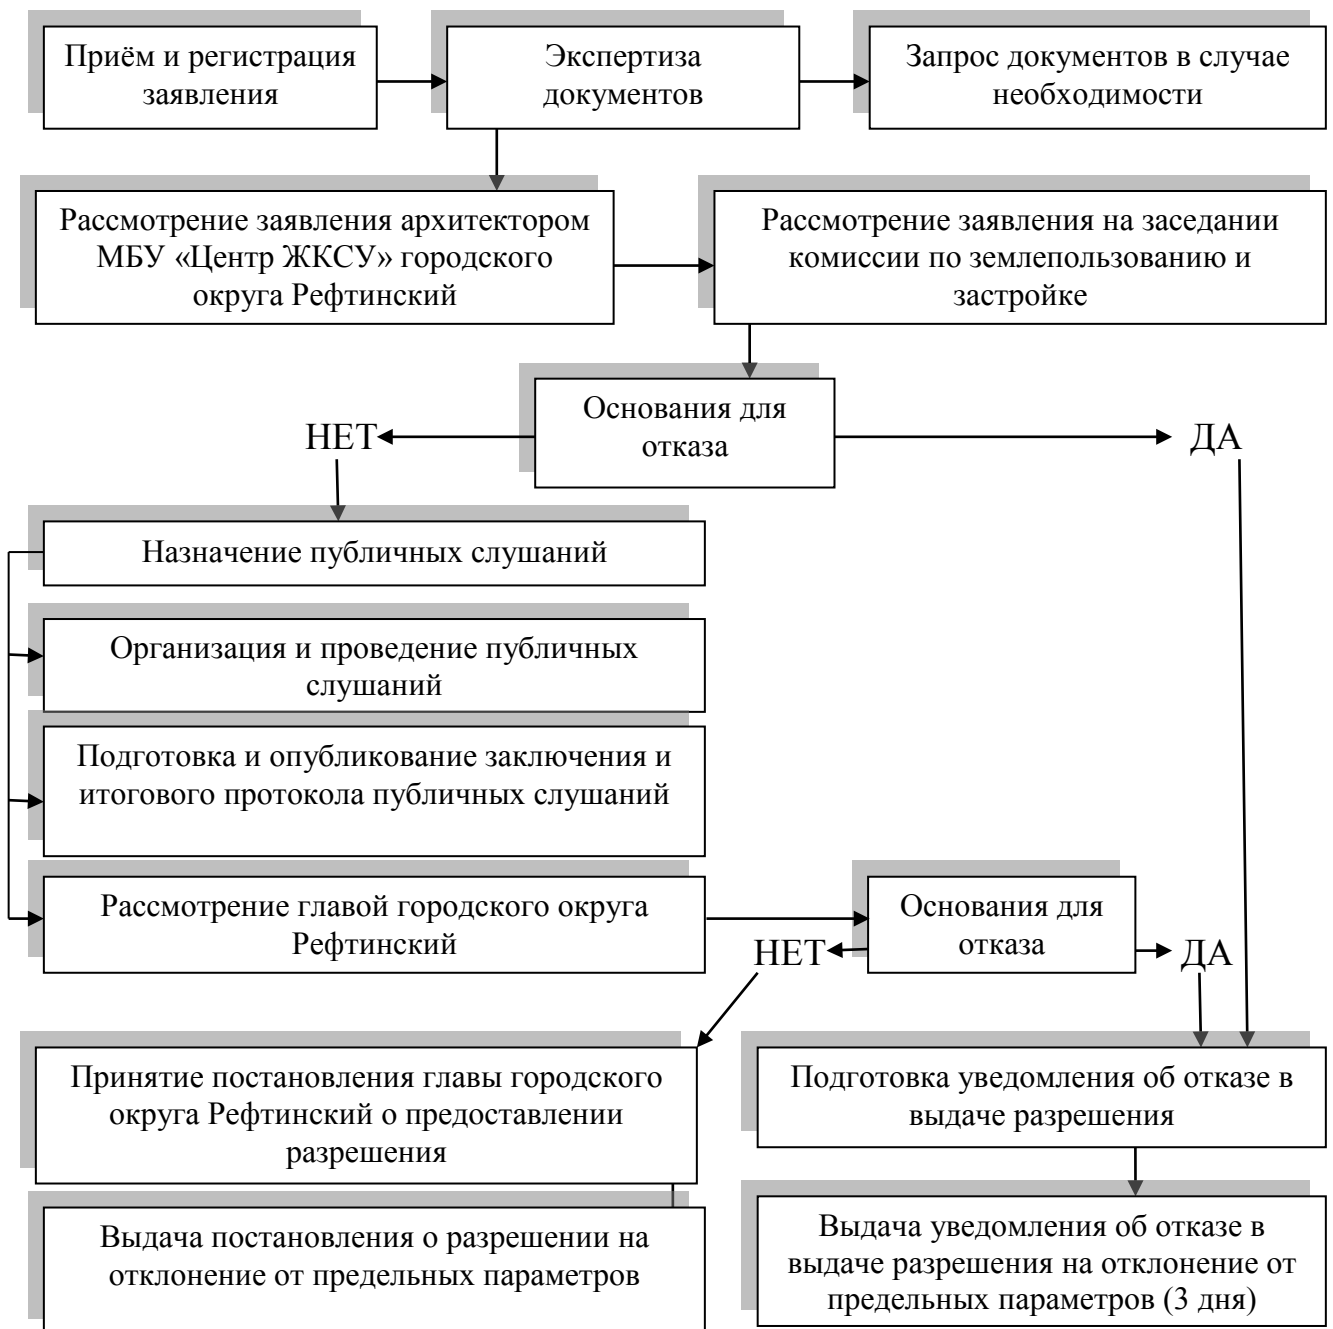 Приём и регистрация
заявления
Экспертиза
документов
Запрос документов в случае
необходимости
Рассмотрение заявления архитектором
МБУ «Центр ЖКСУ» городского
округа Рефтинский
Рассмотрение заявления на заседании
комиссии по землепользованию и
застройке
Основания для
отказа
НЕТ
ДА
Назначение публичных слушаний
Организация и проведение публичных
слушаний
Подготовка и опубликование заключения и
итогового протокола публичных слушаний
Рассмотрение главой городского округа
Рефтинский
Основания для
отказа
НЕТ
ДА
Принятие постановления главы городского
округа Рефтинский о предоставлении
разрешения
Подготовка уведомления об отказе в
выдаче разрешения
Выдача постановления о разрешении на
отклонение от предельных параметров
Выдача уведомления об отказе в
выдаче разрешения на отклонение от
предельных параметров (3 дня)